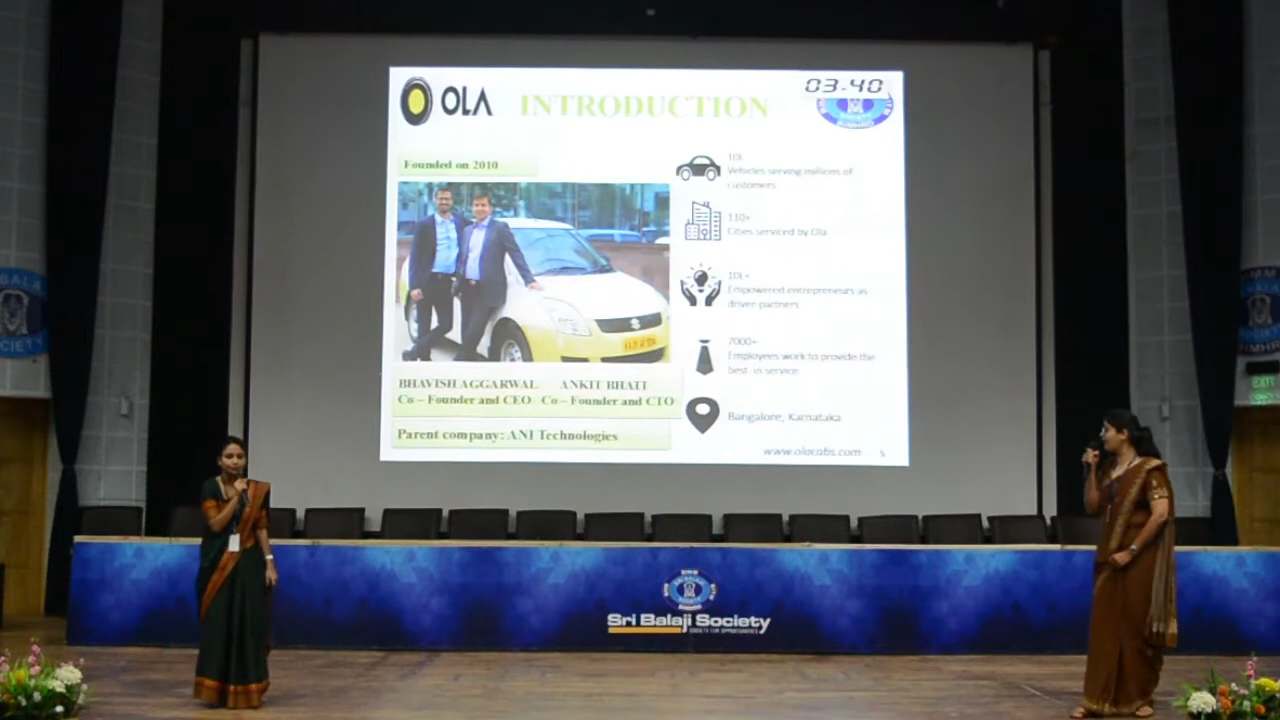 OLA INTRODUCTION
03-40
Founded on 2010
10L
Vehicles serving millions of
customers
110+
Cities serviced by Ola
10L+
Empowered entrepreneurs as
driver partners
7000+
Employees work to provide the
best in service
BHAVISH AGGARWAL ANKIT BHATI
Co – Founder and CEO Co – Founder and CTO
Bangalore, Karnataka
Parent company: ANI Technologies
www.olacabs.com 5
EXIT
Sri Balaji Society